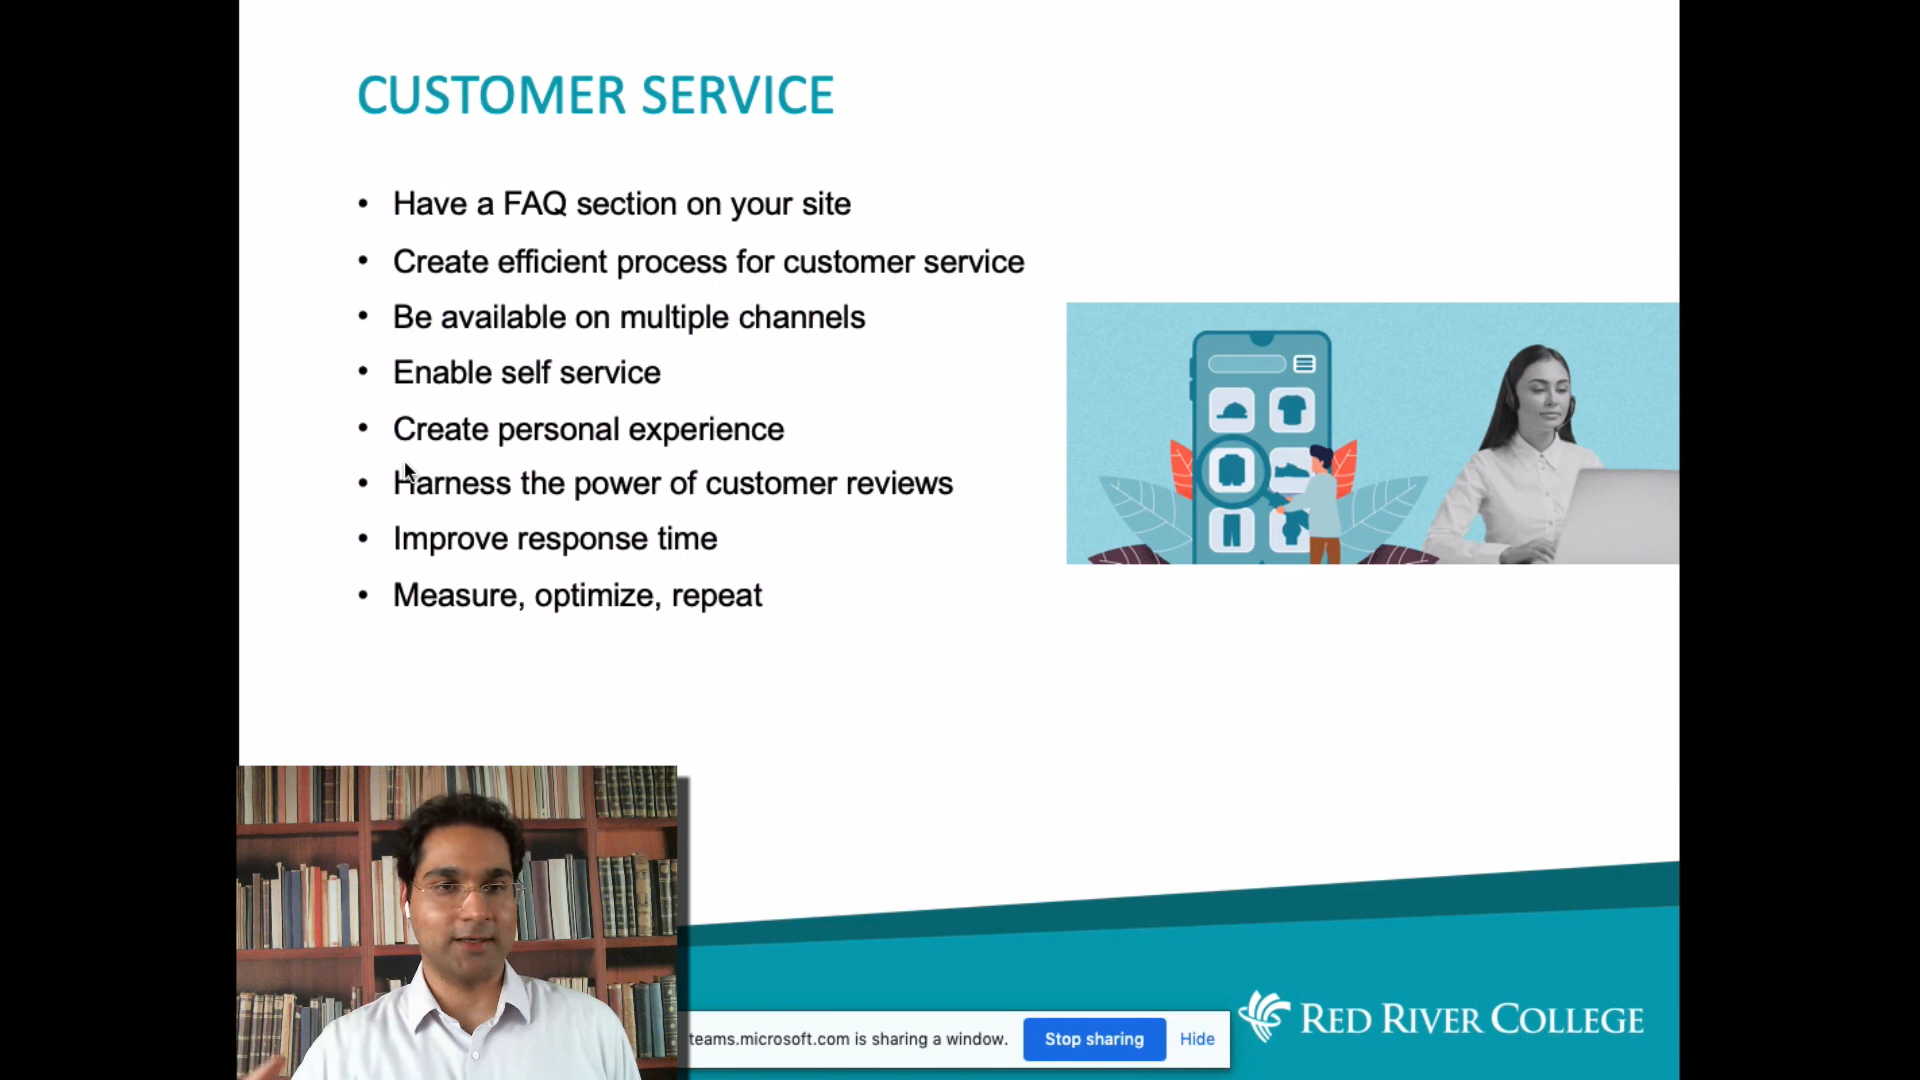 CUSTOMER SERVICE
• Have a FAQ section on your site
• Create efficient process for customer service
• Be available on multiple channels
• Enable self service
• Create personal experience
• Harness the power of customer reviews
• Improve response time
• Measure, optimize, repeat
teams.microsoft.com is sharing a window.
Stop sharing
Hide
RED RIVER COLLEGE